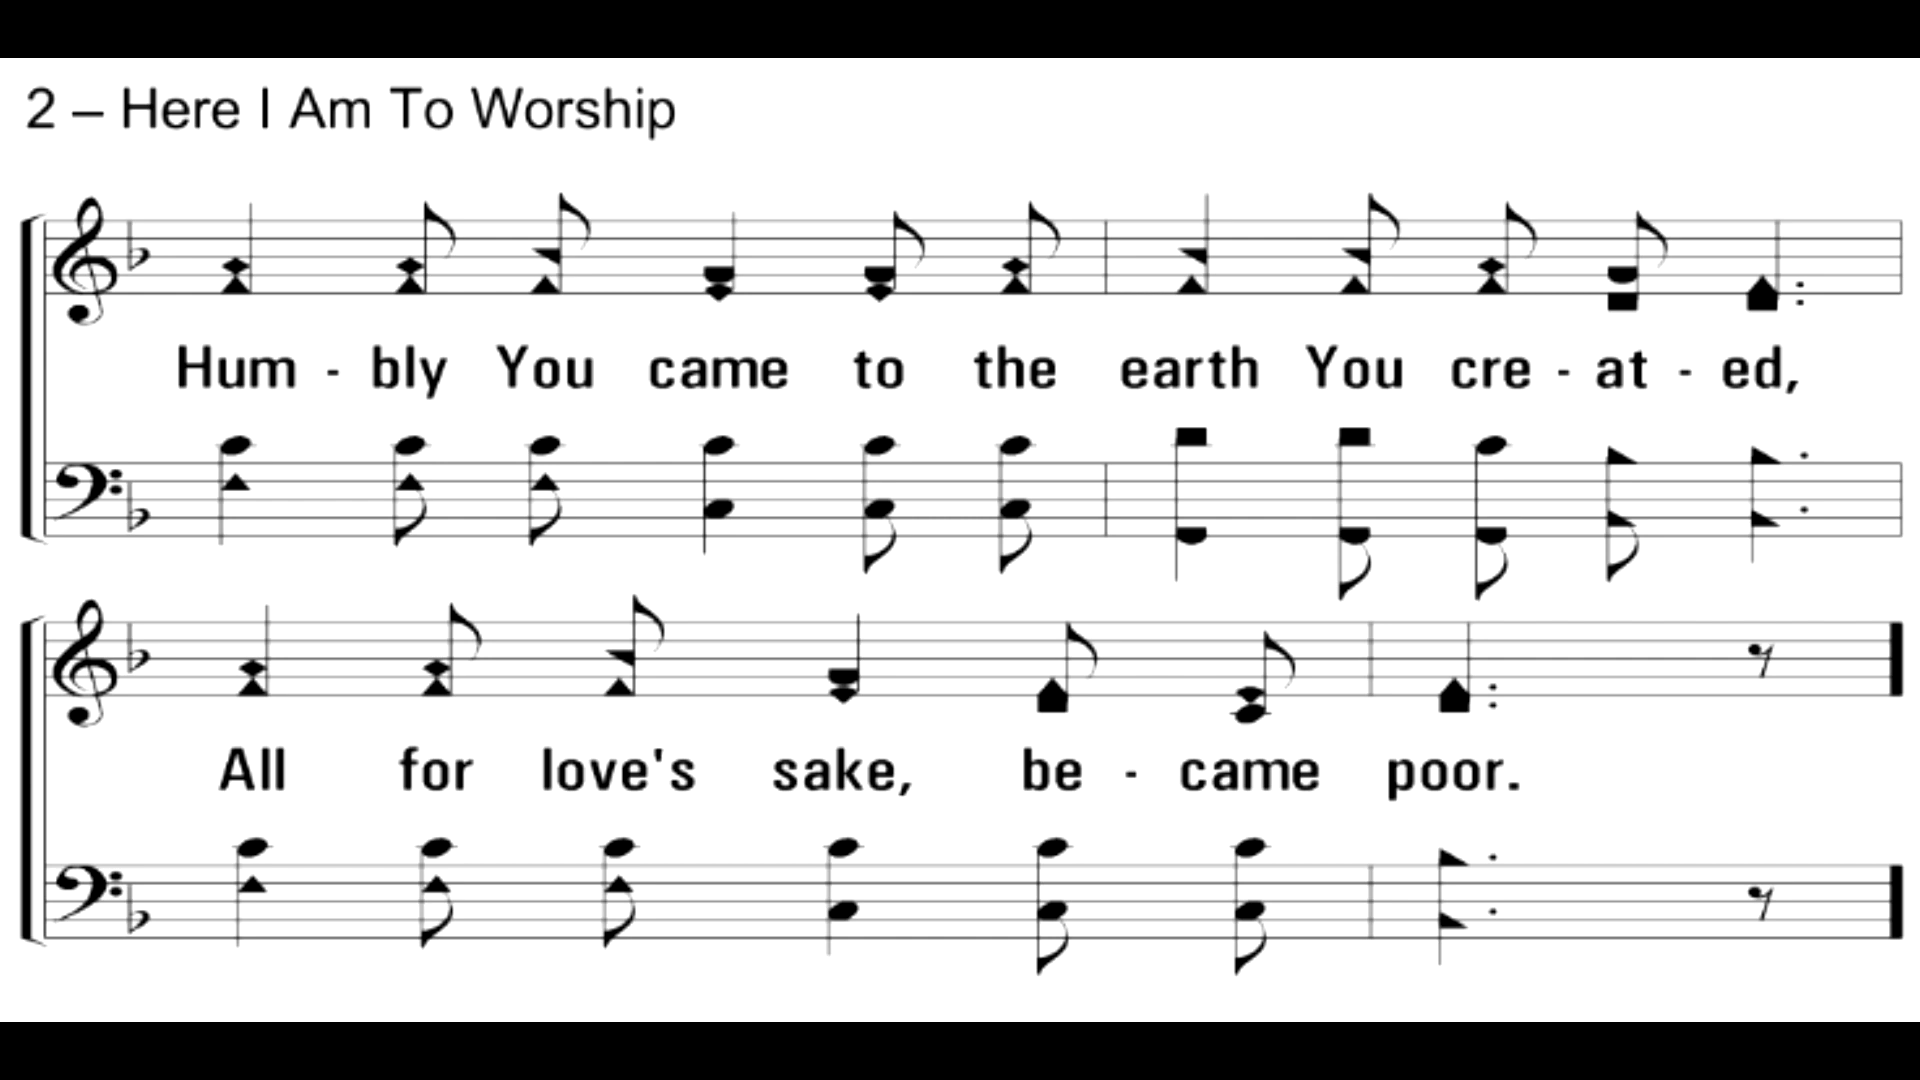 2 – Here I Am To Worship
Hum - bly You came to the earth You cre - at - ed,
All for love's sake, be - came poor.